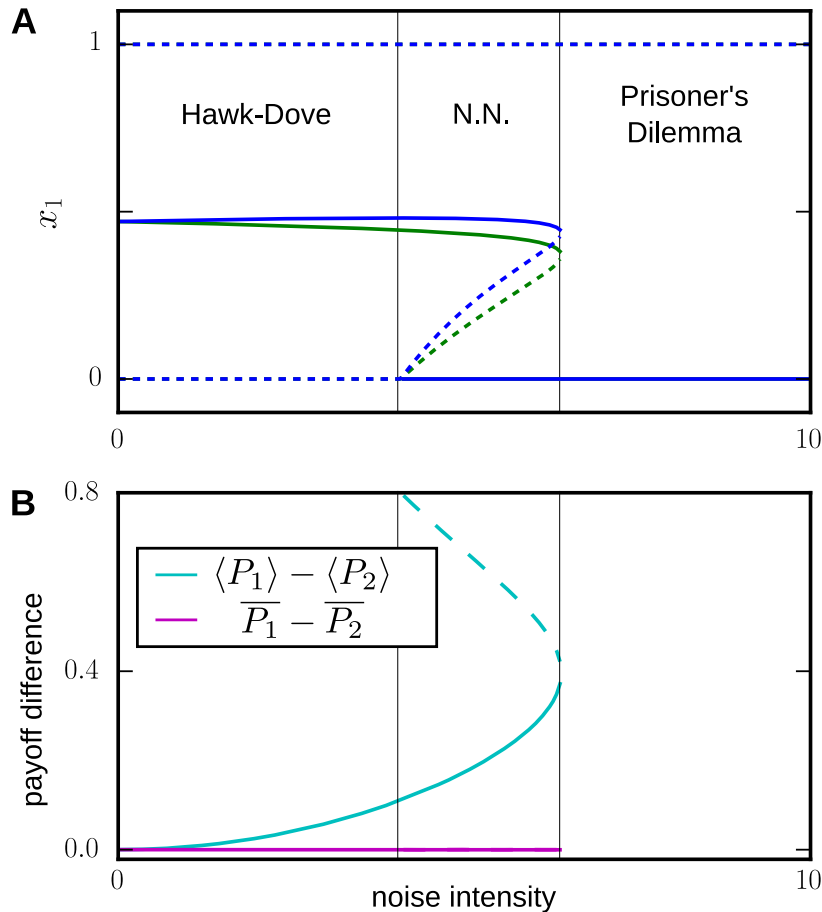 A
1
Hawk-Dove
N.N.
Prisoner's
Dilemma
x₁
0
0
10
B
0.8
⟨P₁⟩ − ⟨P₂⟩
P̅₁ − P̅₂
0.4
payoff difference
0.0
0
10
noise intensity